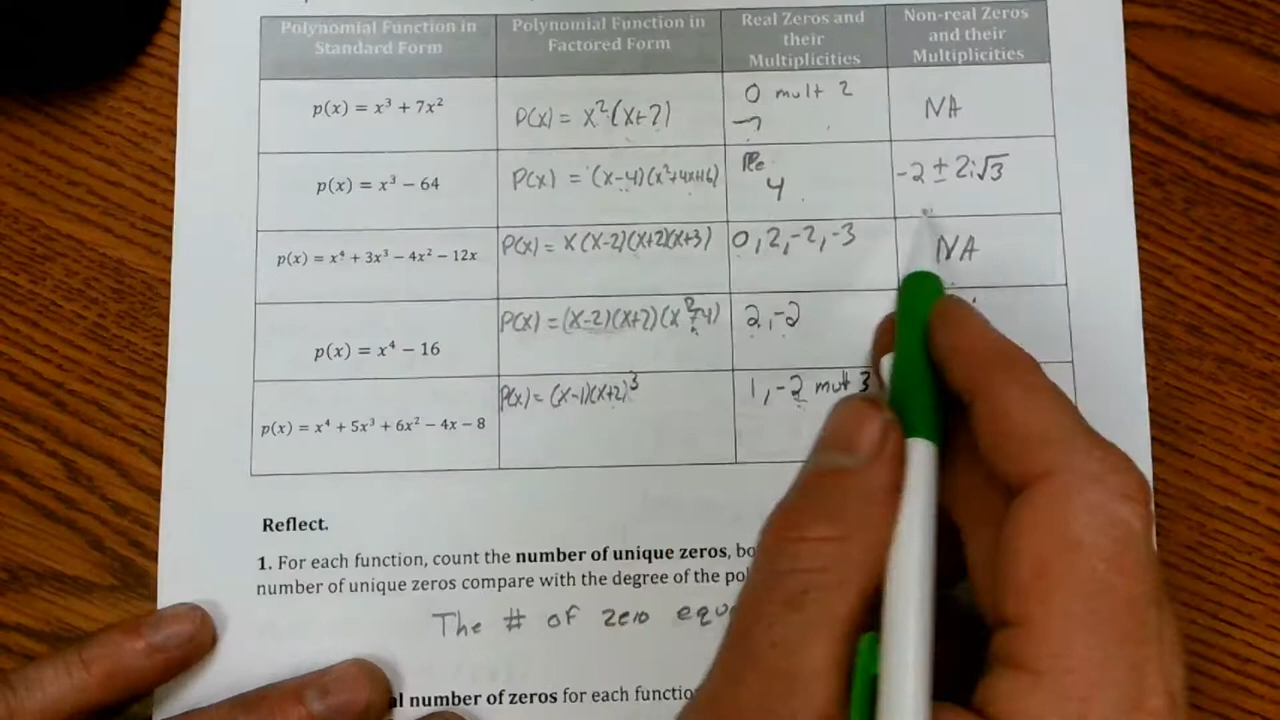 Polynomial Function in Standard Form
Polynomial Function in Factored Form
Real Zeros and their Multiplicities
Non-real Zeros and their Multiplicities
p(x) = x³ + 7x²
P(x) = x²(x+7)
0 mult 2
-7
NA
p(x) = x³ − 64
P(x) = (x-4)(x²+4x+16)
Re
4
-2 ± 2i√3
p(x) = x⁴ + 3x³ − 4x² − 12x
P(x) = x(x-2)(x+2)(x+3)
0, 2, -2, -3
NA
p(x) = x⁴ − 16
P(x) = (x-2)(x+2)(x²+4)
2, -2
p(x) = x⁴ + 5x³ + 6x² − 4x − 8
P(x) = (x-1)(x+2)³
1, -2 mult 3
Reflect.
1. For each function, count the number of unique zeros, bo
number of unique zeros compare with the degree of the pol
The # of zero equ
al number of zeros for each functio